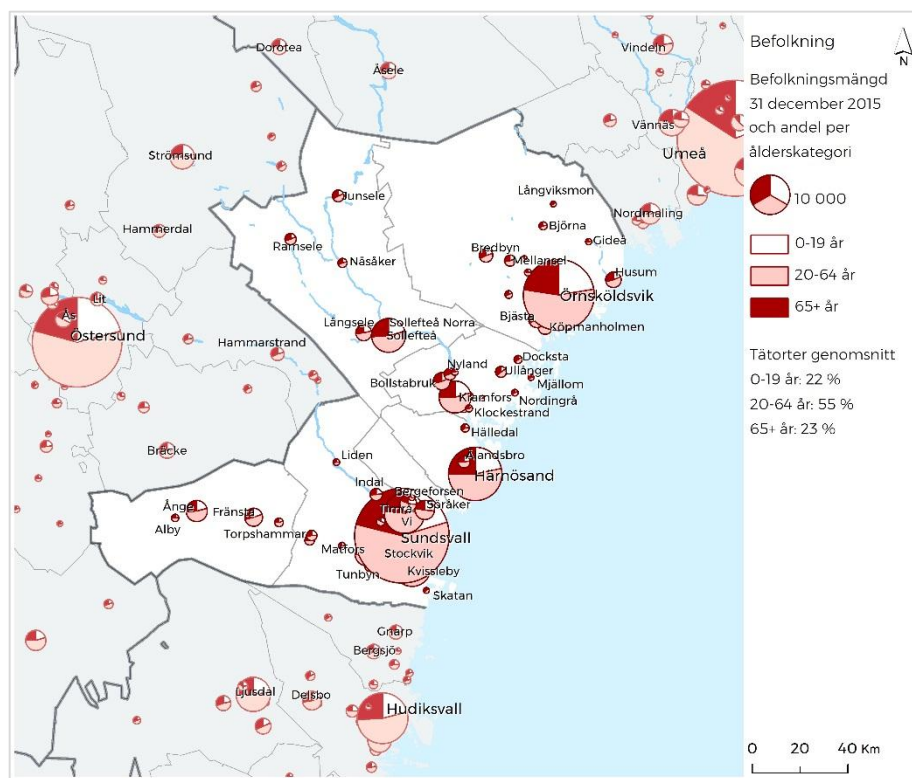 Befolkning
N
Befolkningsmängd
31 december 2015
och andel per
ålderskategori
10 000
0-19 år
20-64 år
65+ år
Tätorter genomsnitt
0-19 år: 22 %
20-64 år: 55 %
65+ år: 23 %
0 20 40 Km
Dorotea
Åsele
Vindeln
Vännäs
Umeå
Strömsund
Junsele
Långviksmon
Nordmaling
Hammerdal
Ramsele
Björna
Gideå
Näsåker
Bredbyn
Mellansel
Husum
Lit
Örnsköldsvik
Ås
Östersund
Långsele
Sollefteå Norra
Sollefteå
Bjästa
Köpmanholmen
Hammarstrand
Nyland
Docksta
Ullånger
Bollstabruk
Mjällom
Kramfors
Nordingrå
Klockestrand
Hälledal
Bräcke
Älandsbro
Liden
Härnösand
Indal
Bergeforsen
Ånge
Fränsta
Timrå
Söråker
Vi
Alby
Torpshammar
Sundsvall
Matfors
Stockvik
Tunbyn
Kvissleby
Skatan
Gnarp
Bergsjö
Ljusdal
Delsbo
Hudiksvall